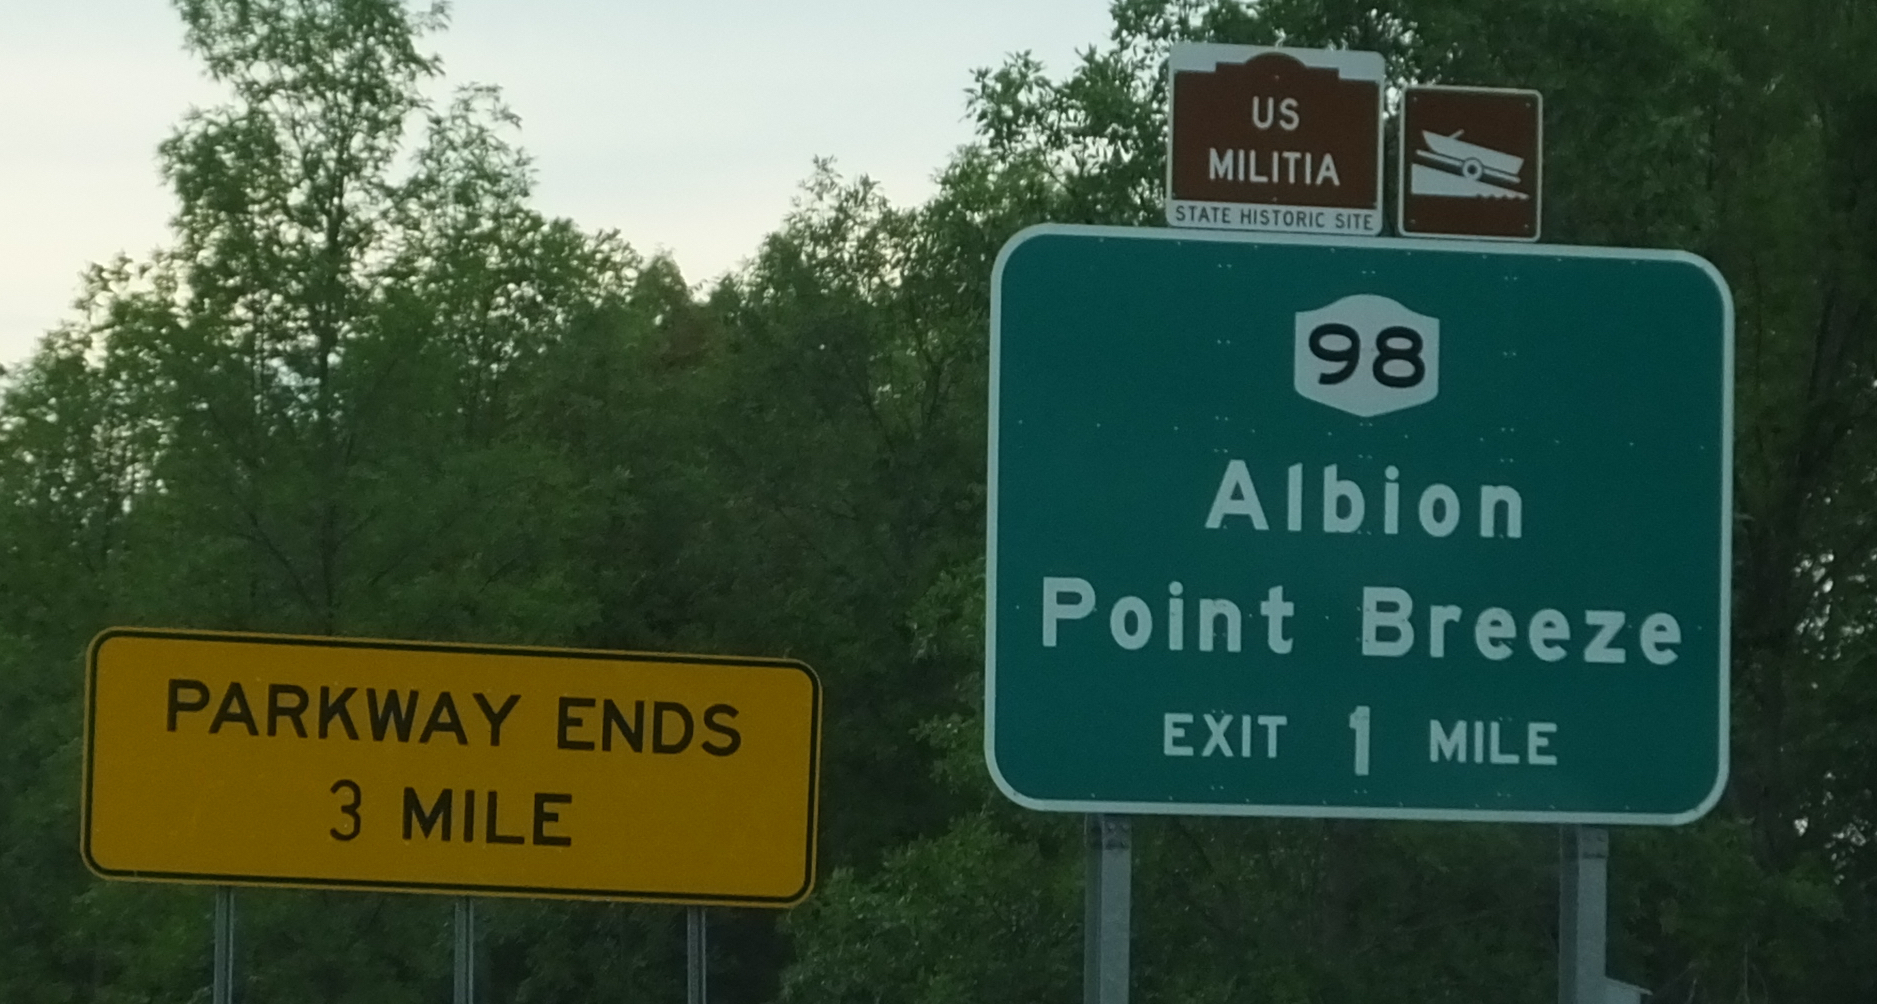 US
MILITIA
STATE HISTORIC SITE
98
Albion
Point Breeze
EXIT 1 MILE
PARKWAY ENDS
3 MILE